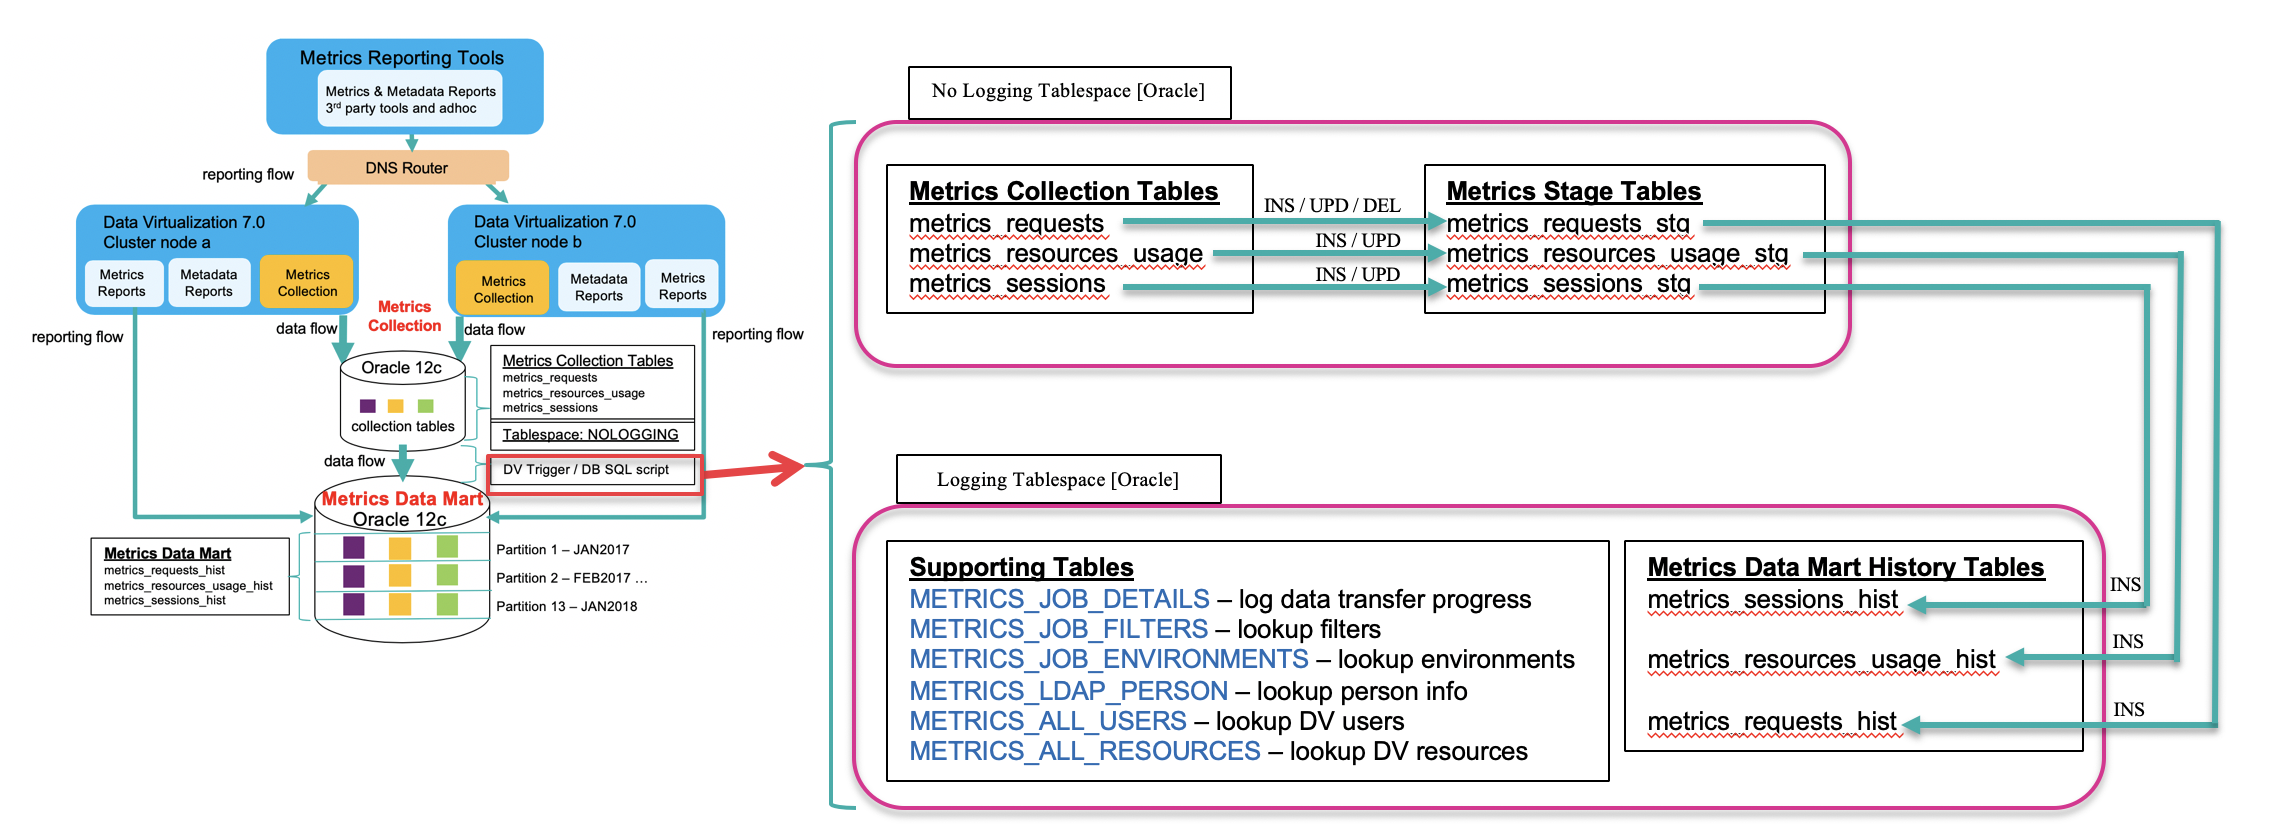 Metrics Reporting Tools
Metrics & Metadata Reports
3rd party tools and adhoc
DNS Router
reporting flow
Data Virtualization 7.0
Cluster node a
Metrics
Reports
Metadata
Reports
Metrics
Collection
Data Virtualization 7.0
Cluster node b
Metrics
Collection
Metadata
Reports
Metrics
Reports
Metrics
Collection
reporting flow
data flow
data flow
reporting flow
Oracle 12c
collection tables
Metrics Collection Tables
metrics_requests
metrics_resources_usage
metrics_sessions
Tablespace: NOLOGGING
data flow
DV Trigger / DB SQL script
Metrics Data Mart
Oracle 12c
Metrics Data Mart
metrics_requests_hist
metrics_resources_usage_hist
metrics_sessions_hist
Partition 1 – JAN2017
Partition 2 – FEB2017 ...
Partition 13 – JAN2018
No Logging Tablespace [Oracle]
Metrics Collection Tables
metrics_requests
metrics_resources_usage
metrics_sessions
INS / UPD / DEL
INS / UPD
INS / UPD
Metrics Stage Tables
metrics_requests_stg
metrics_resources_usage_stg
metrics_sessions_stg
Logging Tablespace [Oracle]
Supporting Tables
METRICS_JOB_DETAILS – log data transfer progress
METRICS_JOB_FILTERS – lookup filters
METRICS_JOB_ENVIRONMENTS – lookup environments
METRICS_LDAP_PERSON – lookup person info
METRICS_ALL_USERS – lookup DV users
METRICS_ALL_RESOURCES – lookup DV resources
Metrics Data Mart History Tables
metrics_sessions_hist
metrics_resources_usage_hist
metrics_requests_hist
INS
INS
INS